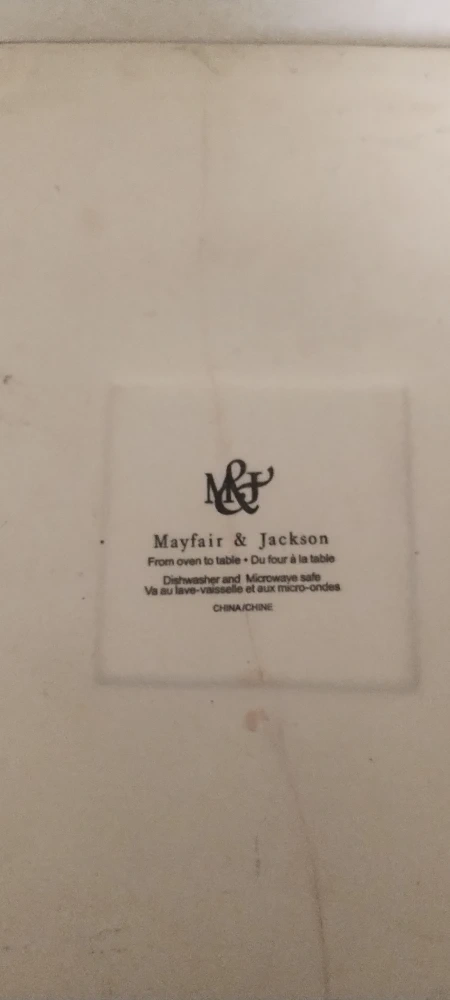 M&J
Mayfair & Jackson
From oven to table • Du four à la table
Dishwasher and Microwave safe
Va au lave-vaisselle et aux micro-ondes
CHINA/CHINE